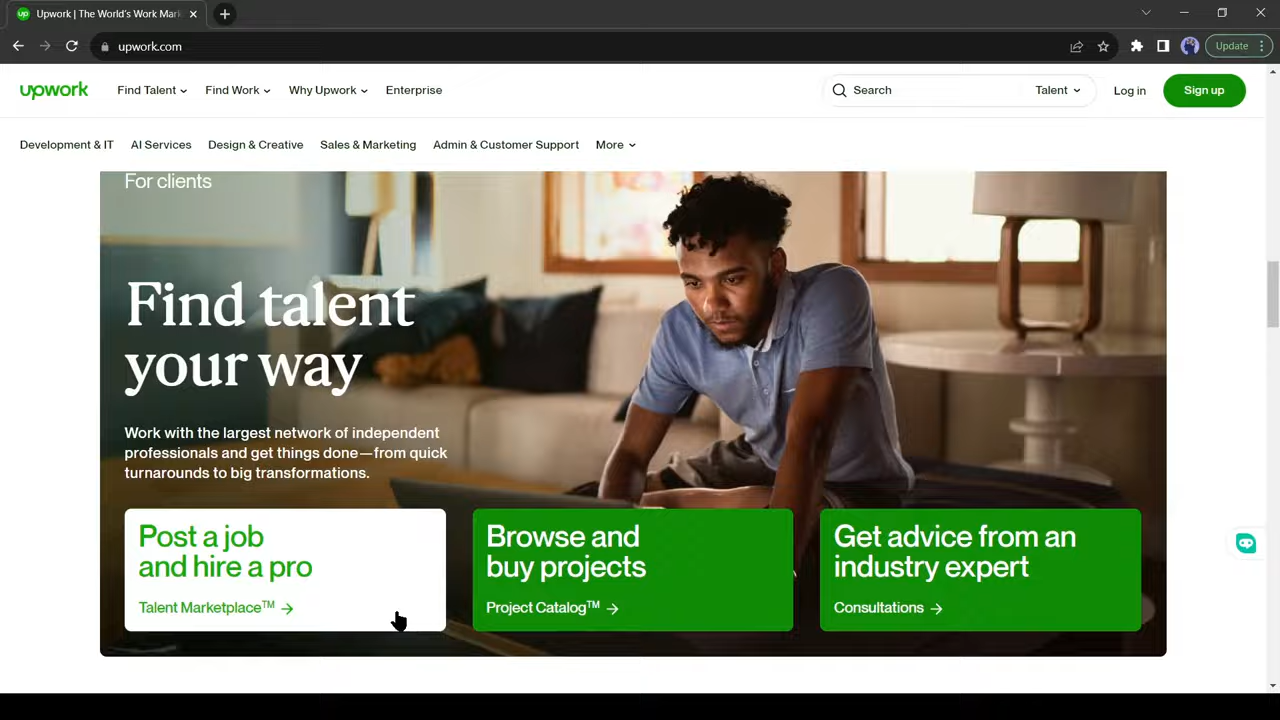 up Upwork | The World's Work Mark
upwork.com
Update
upwork
Find Talent
Find Work
Why Upwork
Enterprise
Search
Talent
Log in
Sign up
Development & IT
AI Services
Design & Creative
Sales & Marketing
Admin & Customer Support
More
For clients
Find talent
your way
Work with the largest network of independent
professionals and get things done—from quick
turnarounds to big transformations.
Post a job
and hire a pro
Talent Marketplace™ →
Browse and
buy projects
Project Catalog™ →
Get advice from an
industry expert
Consultations →